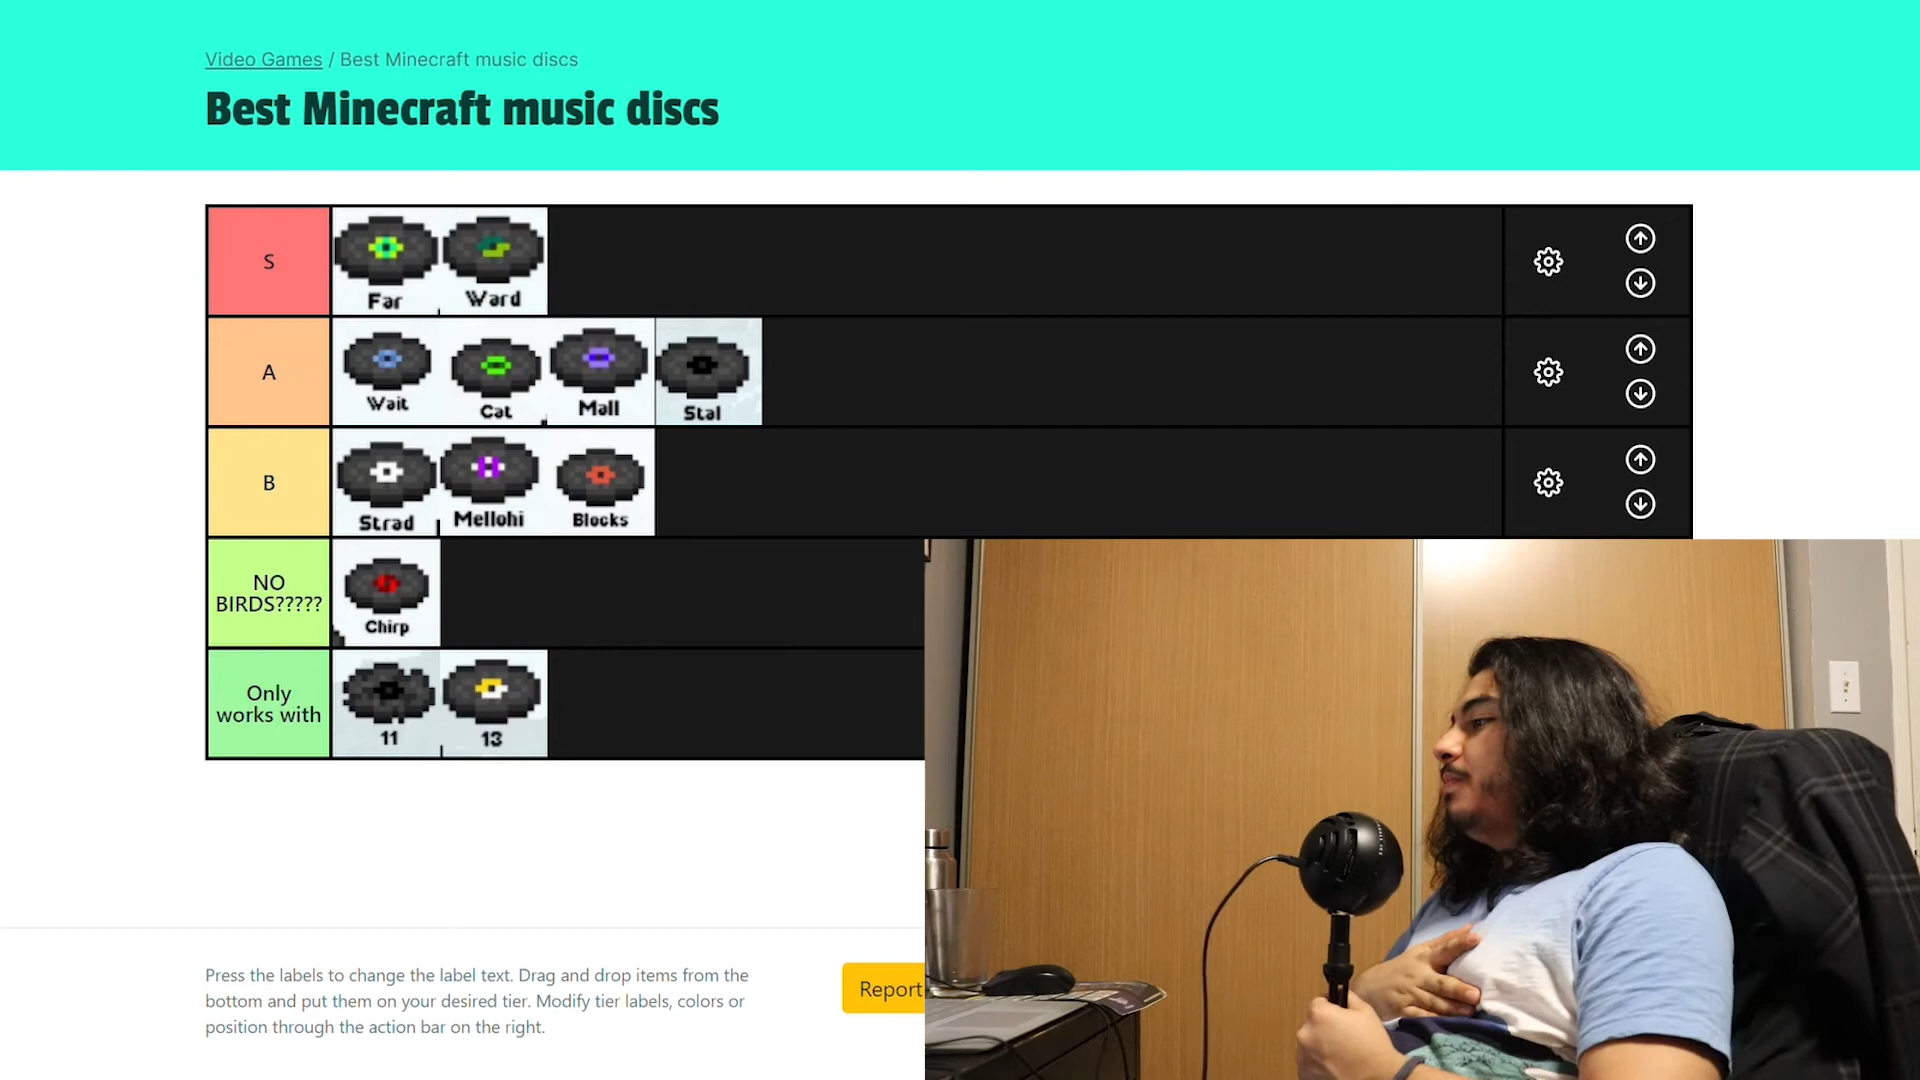 Video Games / Best Minecraft music discs
Best Minecraft music discs
S
Far
Ward
A
Wait
Cat
Mall
Stal
B
Strad
Mellohi
Blocks
NO
BIRDS?????
Chirp
Only
works with
11
13
Press the labels to change the label text. Drag and drop items from the
bottom and put them on your desired tier. Modify tier labels, colors or
position through the action bar on the right.
Report